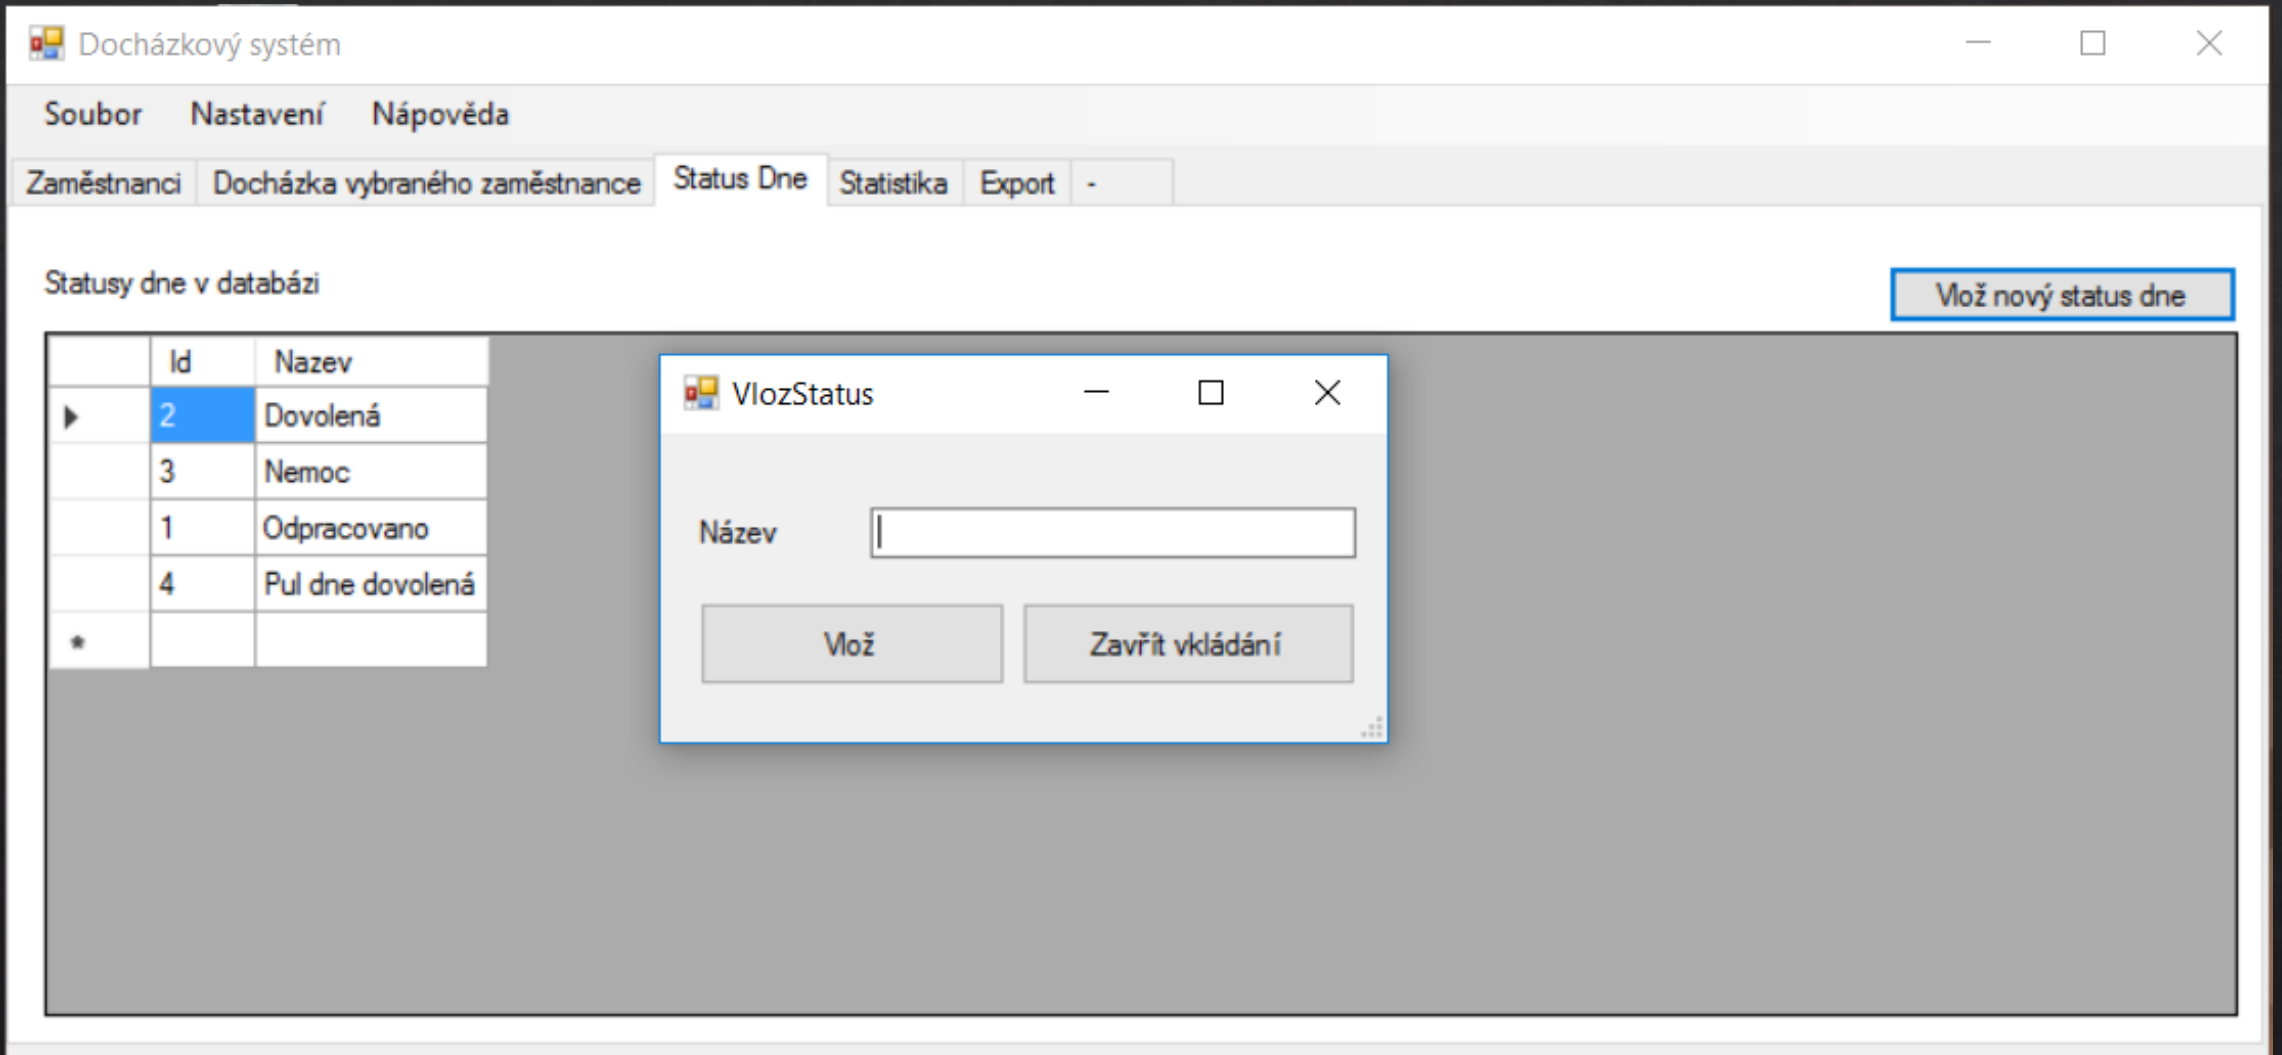 Docházkový systém
Soubor Nastavení Nápověda
Zaměstnanci Docházka vybraného zaměstnance Status Dne Statistika Export -
Statusy dne v databázi
Vlož nový status dne
Id Nazev
2 Dovolená
3 Nemoc
1 Odpracovano
4 Pul dne dovolená
*
VlozStatus
Název
Vlož Zavřít vkládání